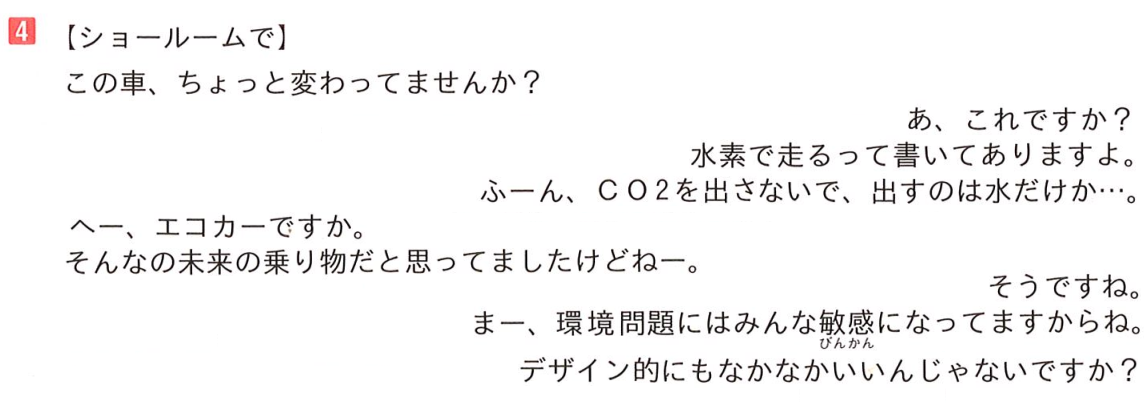 4 【ショールームで】
この車、ちょっと変わってませんか？
あ、これですか？
水素で走るって書いてありますよ。
ふーん、ＣＯ２を出さないで、出すのは水だけか…。
へー、エコカーですか。
そんなの未来の乗り物だと思ってましたけどねー。
そうですね。
まー、環境問題にはみんな敏感になってますからね。
びんかん
デザイン的にもなかなかいいんじゃないですか？